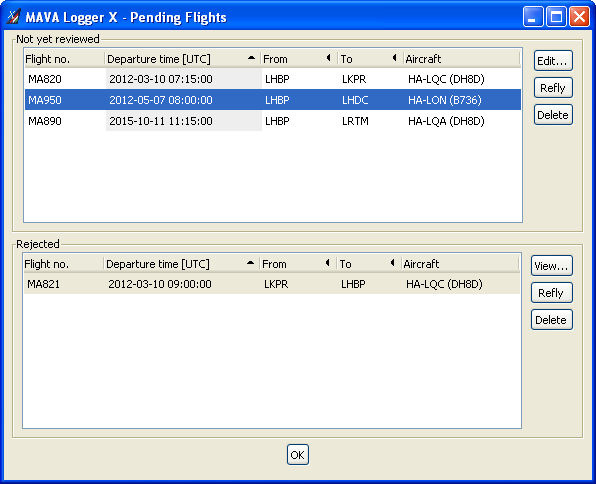 MAVA Logger X - Pending Flights
Not yet reviewed
Flight no. Departure time [UTC] From To Aircraft
MA820 2012-03-10 07:15:00 LHBP LKPR HA-LQC (DH8D)
MA950 2012-05-07 08:00:00 LHBP LHDC HA-LON (B736)
MA890 2015-10-11 11:15:00 LHBP LRTM HA-LQA (DH8D)
Edit...
Refly
Delete
Rejected
Flight no. Departure time [UTC] From To Aircraft
MA821 2012-03-10 09:00:00 LKPR LHBP HA-LQC (DH8D)
View...
Refly
Delete
OK